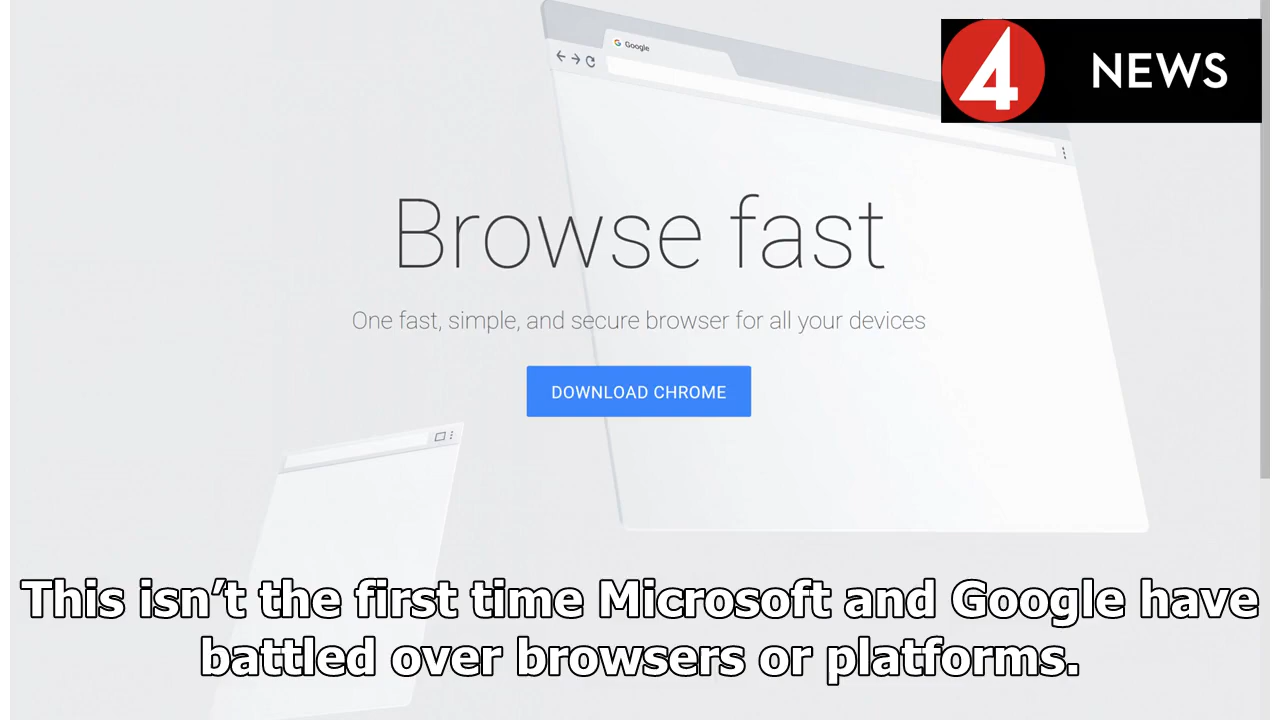 Google
4 NEWS
Browse fast
One fast, simple, and secure browser for all your devices
DOWNLOAD CHROME
This isn’t the first time Microsoft and Google have
battled over browsers or platforms.